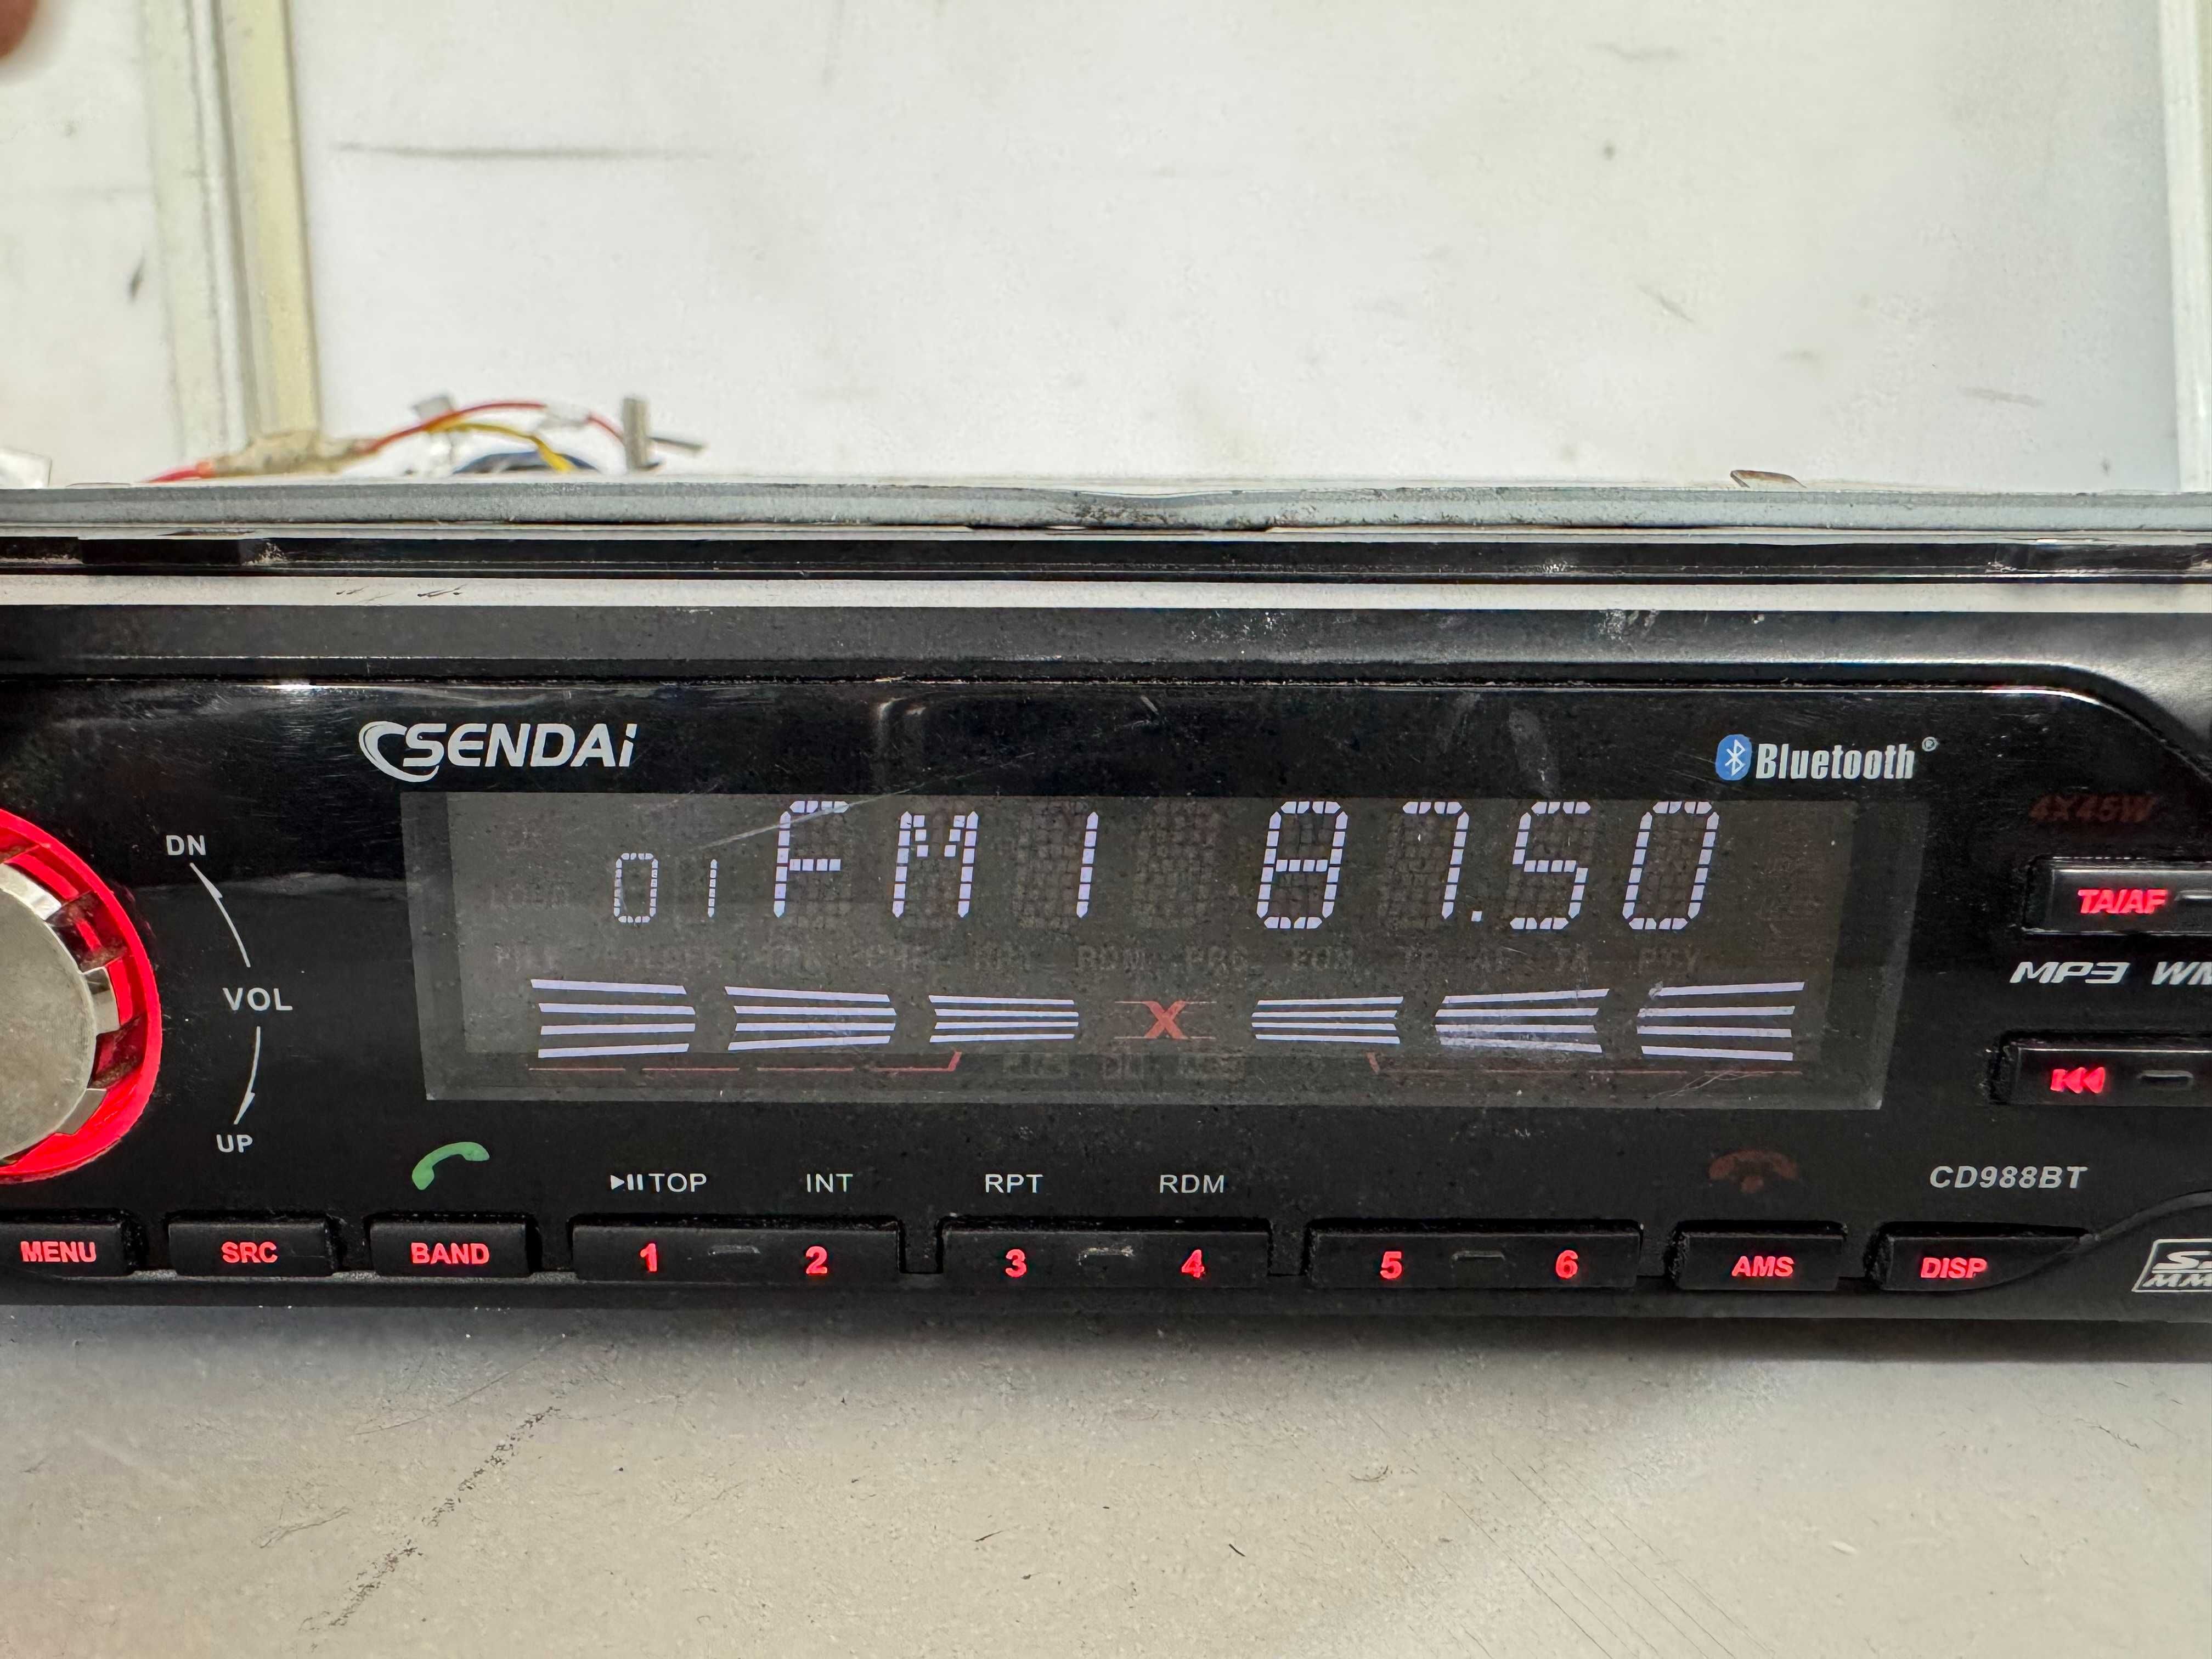 SENDAi
Bluetooth®
4X45W
01 FM1 87.50
DN
VOL
UP
TA/AF
MP3
X
TOP
INT
RPT
RDM
CD988BT
MENU
SRC
BAND
1
2
3
4
5
6
AMS
DISP